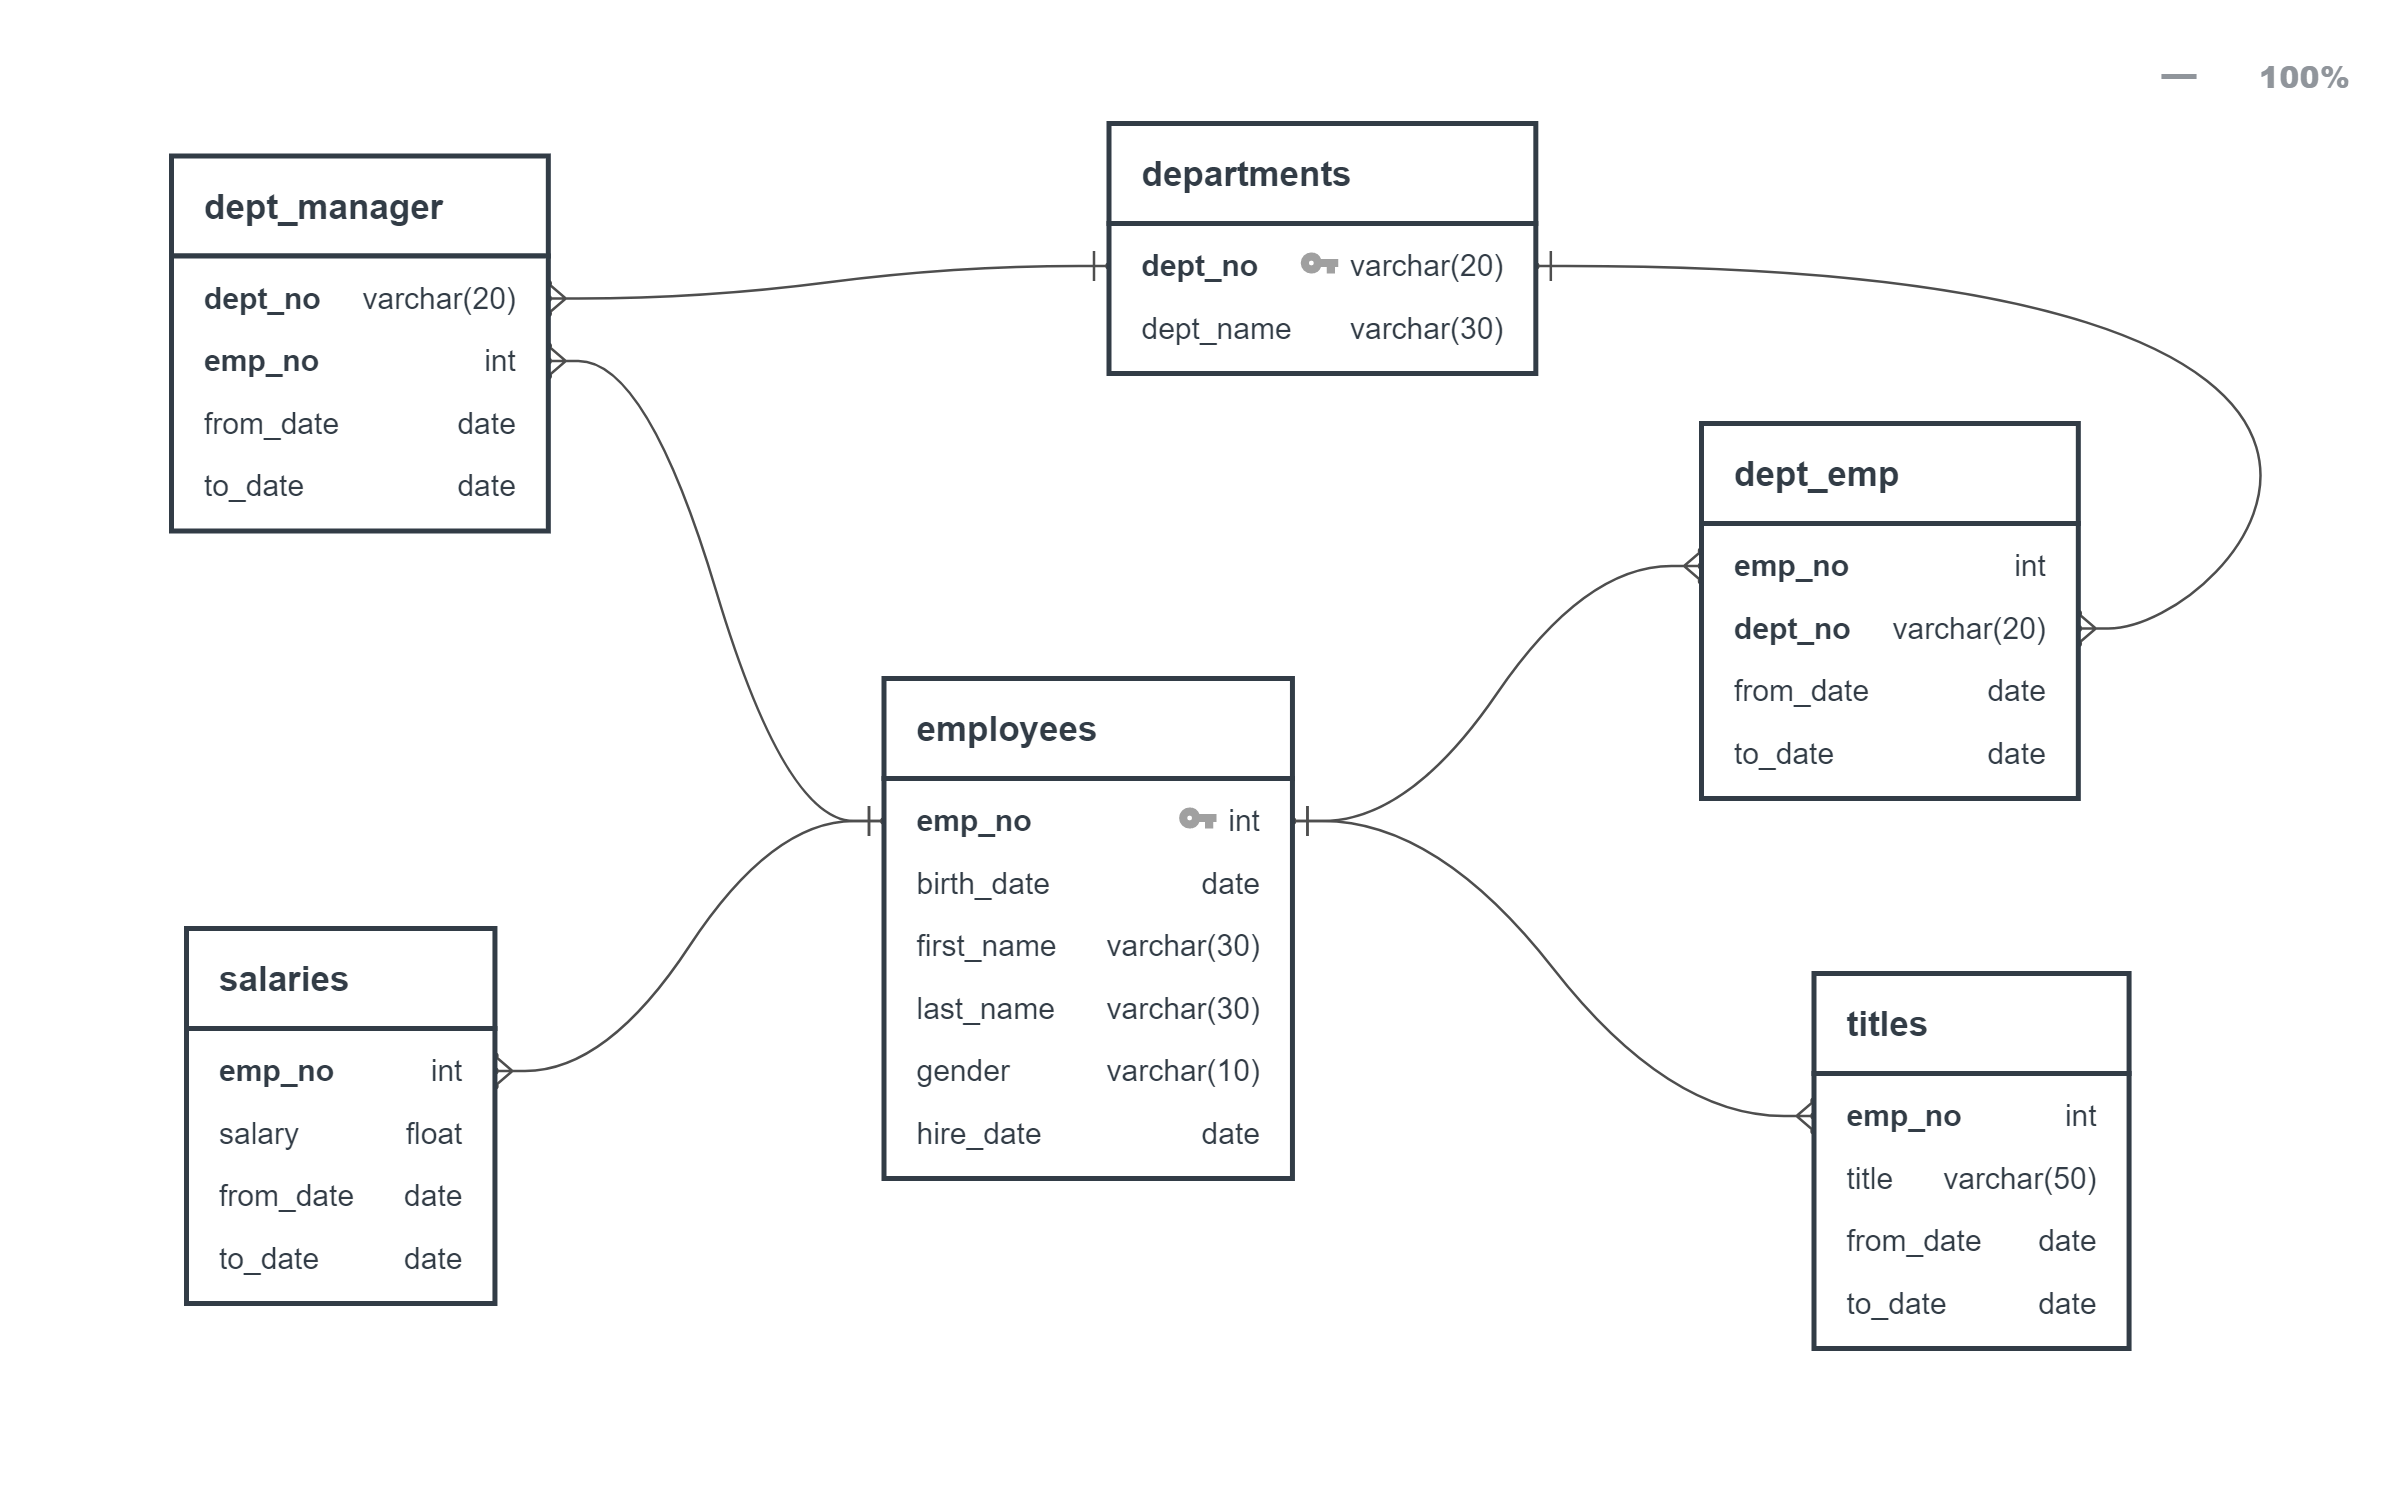 100%
departments
dept_no varchar(20)
dept_name varchar(30)
dept_manager
dept_no varchar(20)
emp_no int
from_date date
to_date date
dept_emp
emp_no int
dept_no varchar(20)
from_date date
to_date date
employees
emp_no int
birth_date date
first_name varchar(30)
last_name varchar(30)
gender varchar(10)
hire_date date
salaries
emp_no int
salary float
from_date date
to_date date
titles
emp_no int
title varchar(50)
from_date date
to_date date